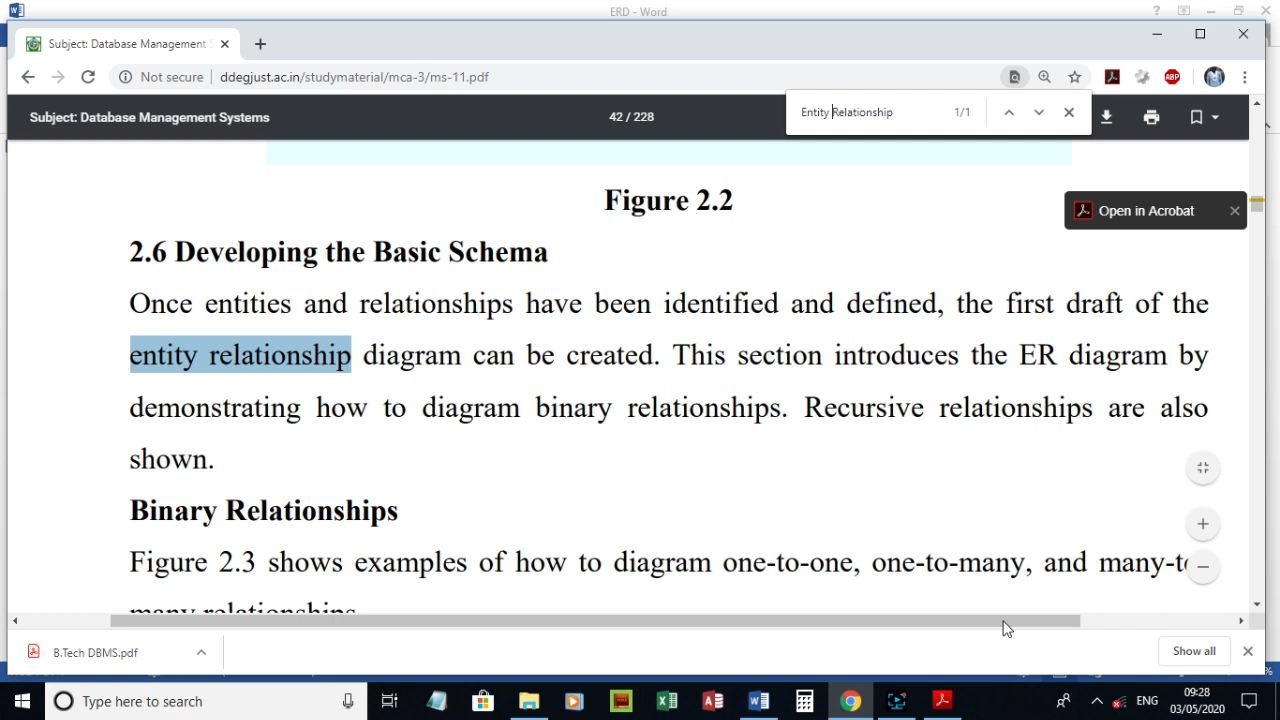 ERD - Word
Subject: Database Management S
Not secure | ddegjust.ac.in/studymaterial/mca-3/ms-11.pdf
ABP
Entity Relationship 1/1
Subject: Database Management Systems 42 / 228
Figure 2.2
Open in Acrobat
2.6 Developing the Basic Schema
Once entities and relationships have been identified and defined, the first draft of the
entity relationship diagram can be created. This section introduces the ER diagram by
demonstrating how to diagram binary relationships. Recursive relationships are also
shown.
Binary Relationships
Figure 2.3 shows examples of how to diagram one-to-one, one-to-many, and many-to
many relationships
B.Tech DBMS.pdf
Show all
Type here to search
ENG
09:28
03/05/2020